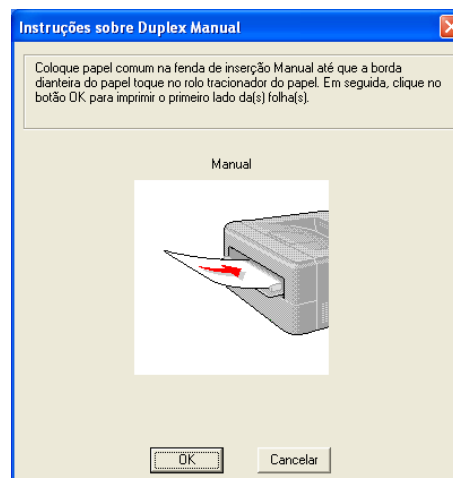 Instruções sobre Duplex Manual
Coloque papel comum na fenda de inserção Manual até que a borda
dianteira do papel toque no rolo tracionador do papel. Em seguida, clique no
botão OK para imprimir o primeiro lado da(s) folha(s).
Manual
OK
Cancelar